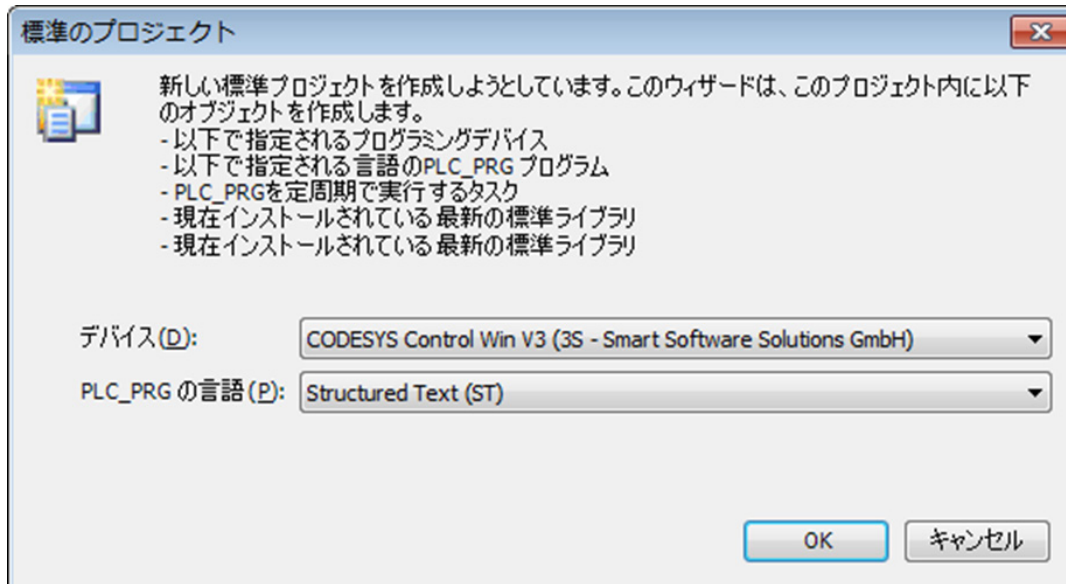 標準のプロジェクト
新しい標準プロジェクトを作成しようとしています。このウィザードは、このプロジェクト内に以下
のオブジェクトを作成します。
- 以下で指定されるプログラミングデバイス
- 以下で指定される言語のPLC_PRG プログラム
- PLC_PRGを定周期で実行するタスク
- 現在インストールされている最新の標準ライブラリ
- 現在インストールされている最新の標準ライブラリ
デバイス(D): CODESYS Control Win V3 (3S - Smart Software Solutions GmbH)
PLC_PRG の言語(P): Structured Text (ST)
OK キャンセル